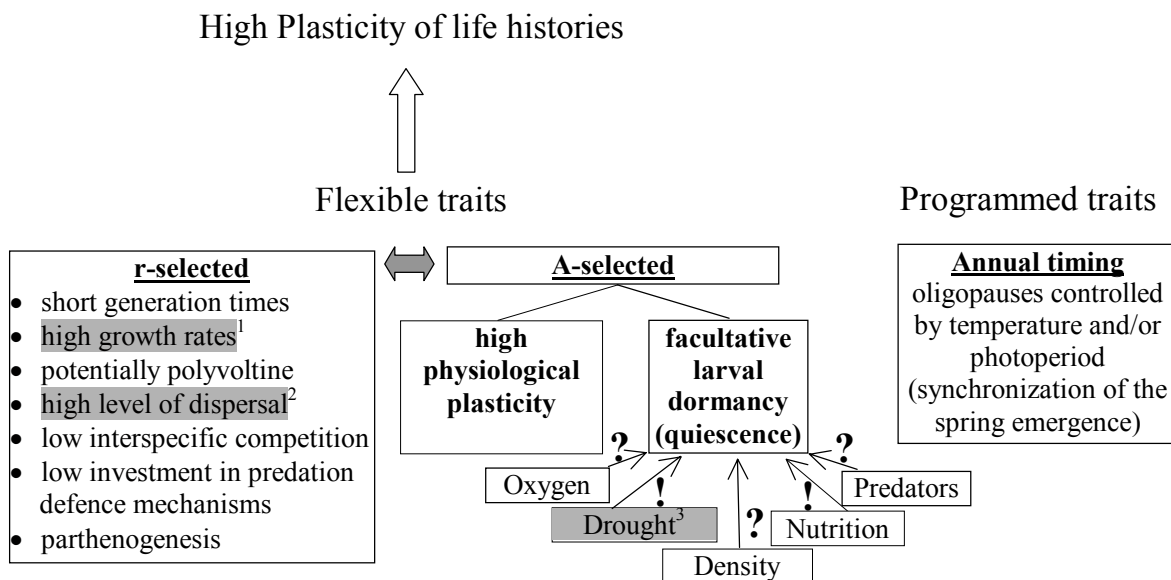 High Plasticity of life histories
Flexible traits
Programmed traits
r-selected
• short generation times
• high growth rates¹
• potentially polyvoltine
• high level of dispersal²
• low interspecific competition
• low investment in predation
defence mechanisms
• parthenogenesis
A-selected
high
physiological
plasticity
facultative
larval
dormancy
(quiescence)
?
Oxygen
!
Drought³
?
Density
!
Nutrition
?
Predators
Annual timing
oligopauses controlled
by temperature and/or
photoperiod
(synchronization of the
spring emergence)